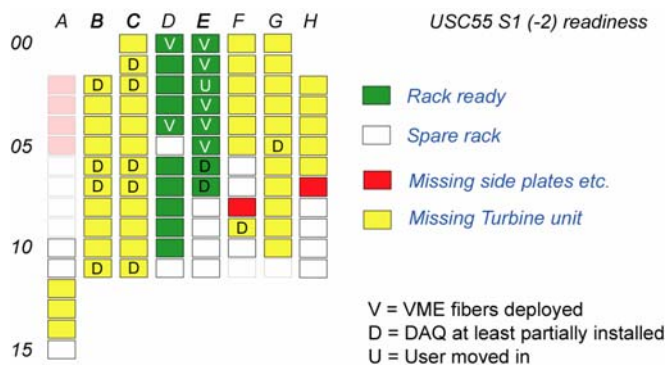 A B C D E F G H USC55 S1 (-2) readiness
00 V V
D V
D D U
V
V V
05 V D
D D D
D D D
D
10
D D
15
Rack ready
Spare rack
Missing side plates etc.
Missing Turbine unit
V = VME fibers deployed
D = DAQ at least partially installed
U = User moved in